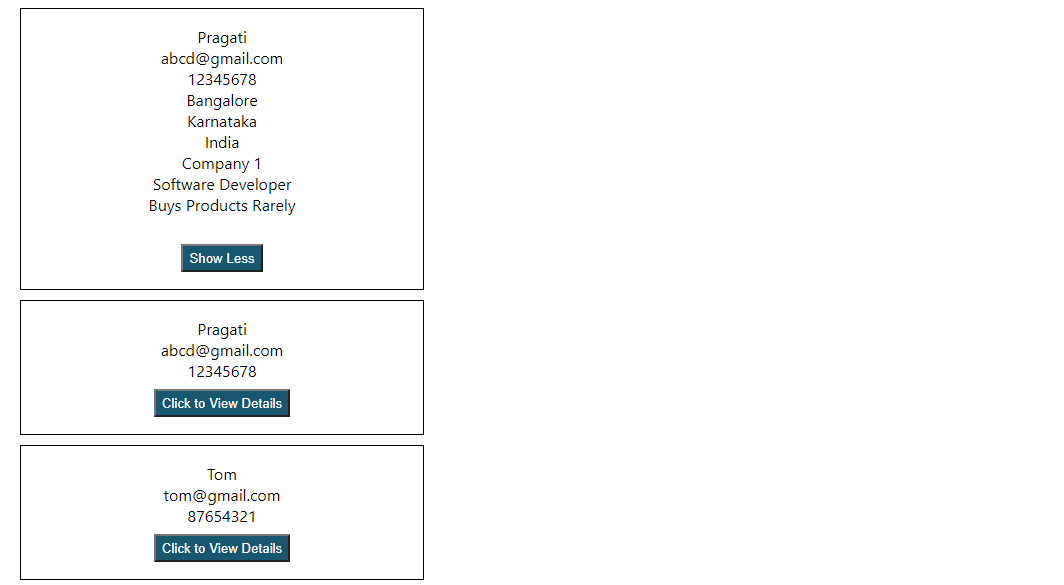 Pragati
abcd@gmail.com
12345678
Bangalore
Karnataka
India
Company 1
Software Developer
Buys Products Rarely
Show Less
Pragati
abcd@gmail.com
12345678
Click to View Details
Tom
tom@gmail.com
87654321
Click to View Details